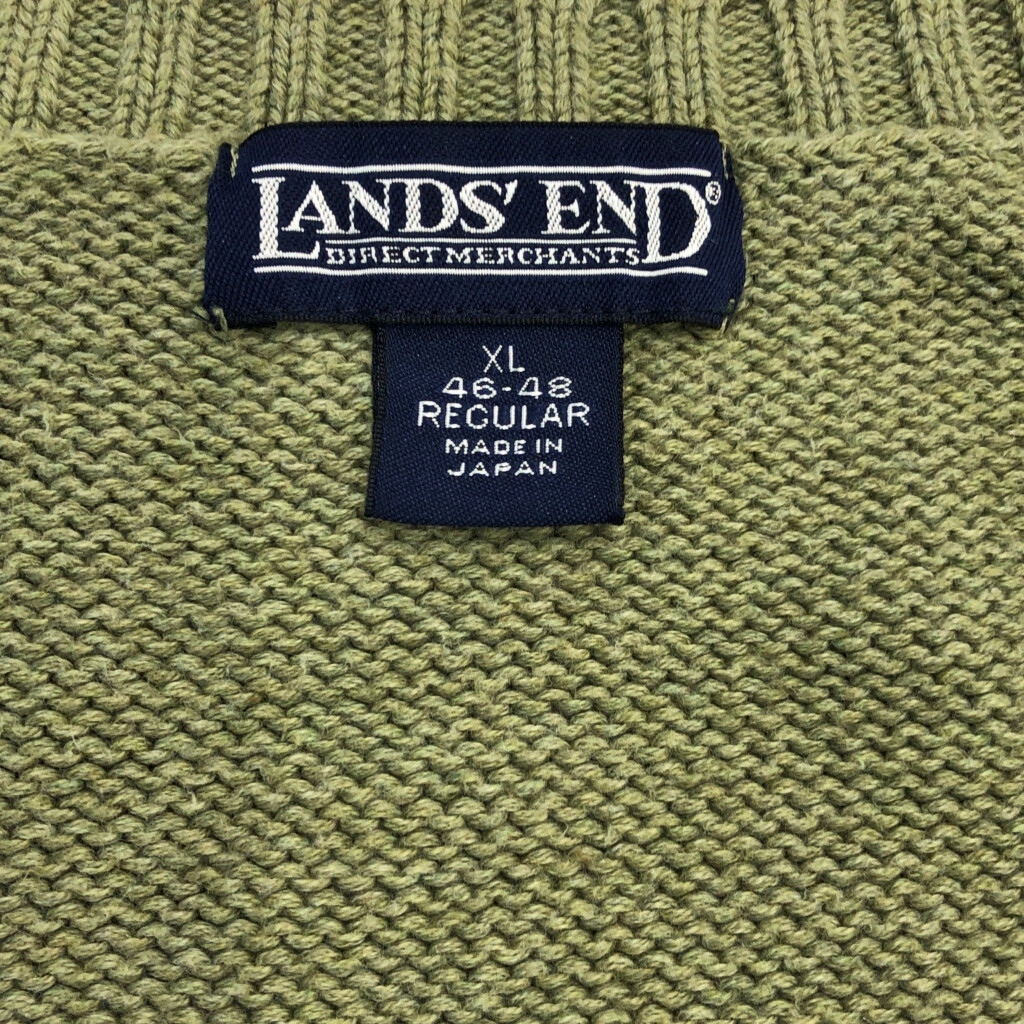 LANDS' END®
DIRECT MERCHANTS
XL
46-48
REGULAR
MADE IN
JAPAN